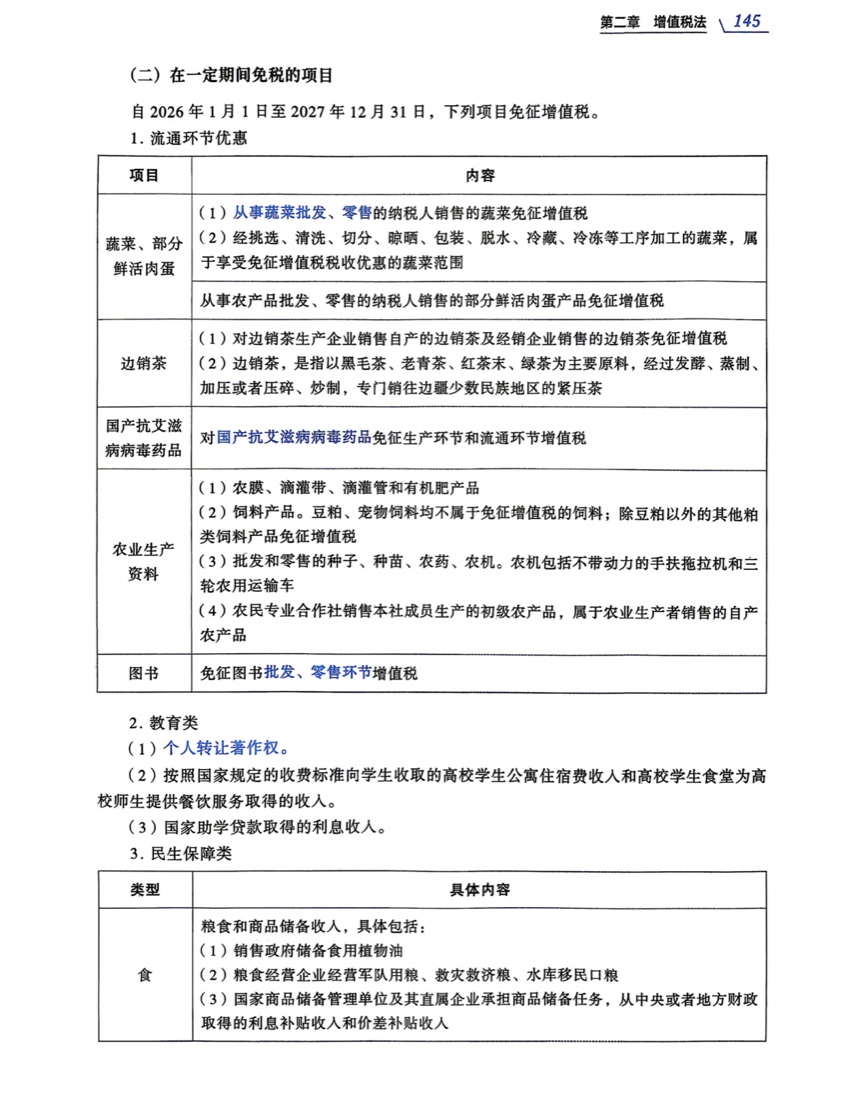 第二章 增值税法 145
（二）在一定期间免税的项目
自 2026 年 1 月 1 日至 2027 年 12 月 31 日，下列项目免征增值税。
1. 流通环节优惠
项目 内容
蔬菜、部分
鲜活肉蛋
（1）从事蔬菜批发、零售的纳税人销售的蔬菜免征增值税
（2）经挑选、清洗、切分、晾晒、包装、脱水、冷藏、冷冻等工序加工的蔬菜，属
于享受免征增值税税收优惠的蔬菜范围
从事农产品批发、零售的纳税人销售的部分鲜活肉蛋产品免征增值税
边销茶
（1）对边销茶生产企业销售自产的边销茶及经销企业销售的边销茶免征增值税
（2）边销茶，是指以黑毛茶、老青茶、红茶末、绿茶为主要原料，经过发酵、蒸制、
加压或者压碎、炒制，专门销往边疆少数民族地区的紧压茶
国产抗艾滋
病病毒药品
对国产抗艾滋病病毒药品免征生产环节和流通环节增值税
农业生产
资料
（1）农膜、滴灌带、滴灌管和有机肥产品
（2）饲料产品。豆粕、宠物饲料均不属于免征增值税的饲料；除豆粕以外的其他粕
类饲料产品免征增值税
（3）批发和零售的种子、种苗、农药、农机。农机包括不带动力的手扶拖拉机和三
轮农用运输车
（4）农民专业合作社销售本社成员生产的初级农产品，属于农业生产者销售的自产
农产品
图书
免征图书批发、零售环节增值税
2. 教育类
（1）个人转让著作权。
（2）按照国家规定的收费标准向学生收取的高校学生公寓住宿费收入和高校学生食堂为高
校师生提供餐饮服务取得的收入。
（3）国家助学贷款取得的利息收入。
3. 民生保障类
类型 具体内容
食
粮食和商品储备收入，具体包括：
（1）销售政府储备食用植物油
（2）粮食经营企业经营军队用粮、救灾救济粮、水库移民口粮
（3）国家商品储备管理单位及其直属企业承担商品储备任务，从中央或者地方财政
取得的利息补贴收入和价差补贴收入